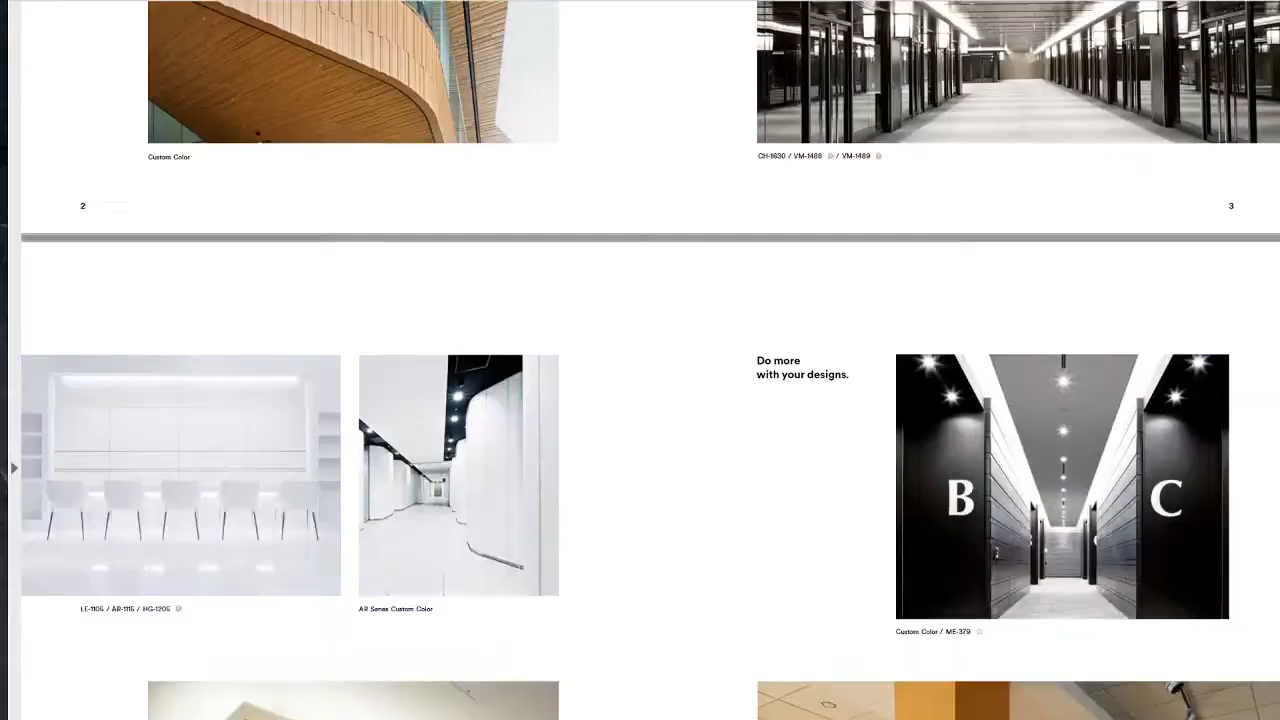 Custom Color
CH-1630 / VM-1488 / VM-1489
2
3
Do more
with your designs.
B
C
LE-1106 / AR-1115 / HG-1205
AR Series Custom Color
Custom Color / ME-379